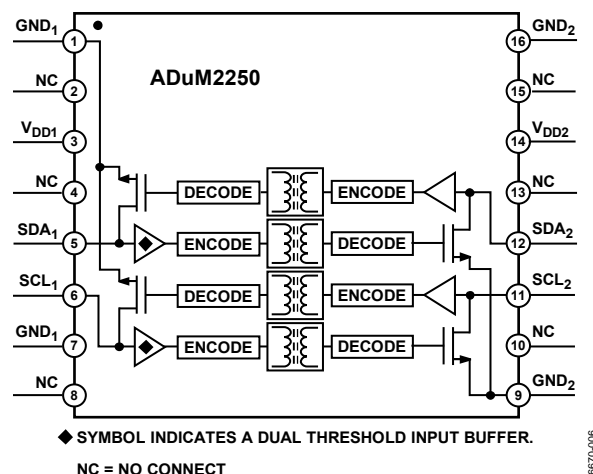 GND1
1
NC
2
VDD1
3
NC
4
SDA1
5
SCL1
6
GND1
7
NC
8
ADuM2250
16
GND2
15
NC
14
VDD2
13
NC
12
SDA2
11
SCL2
10
NC
9
GND2
DECODE
ENCODE
ENCODE
DECODE
DECODE
ENCODE
ENCODE
DECODE
◆ SYMBOL INDICATES A DUAL THRESHOLD INPUT BUFFER.
NC = NO CONNECT
6670-006